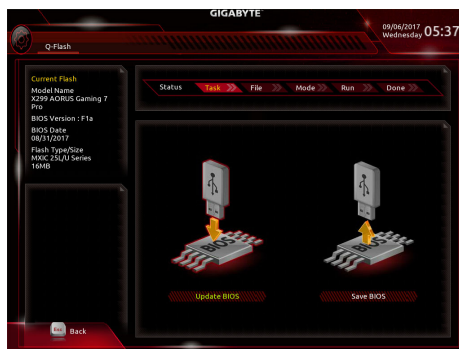 GIGABYTE™
09/06/2017
Wednesday
05:37
Q-Flash
Current Flash
Model Name
X299 AORUS Gaming 7
Pro
BIOS Version : F1a
BIOS Date
08/31/2017
Flash Type/Size
MXIC 25L/U Series
16MB
Status Task File Mode Run Done
BIOS BIOS
Update BIOS Save BIOS
Esc Back